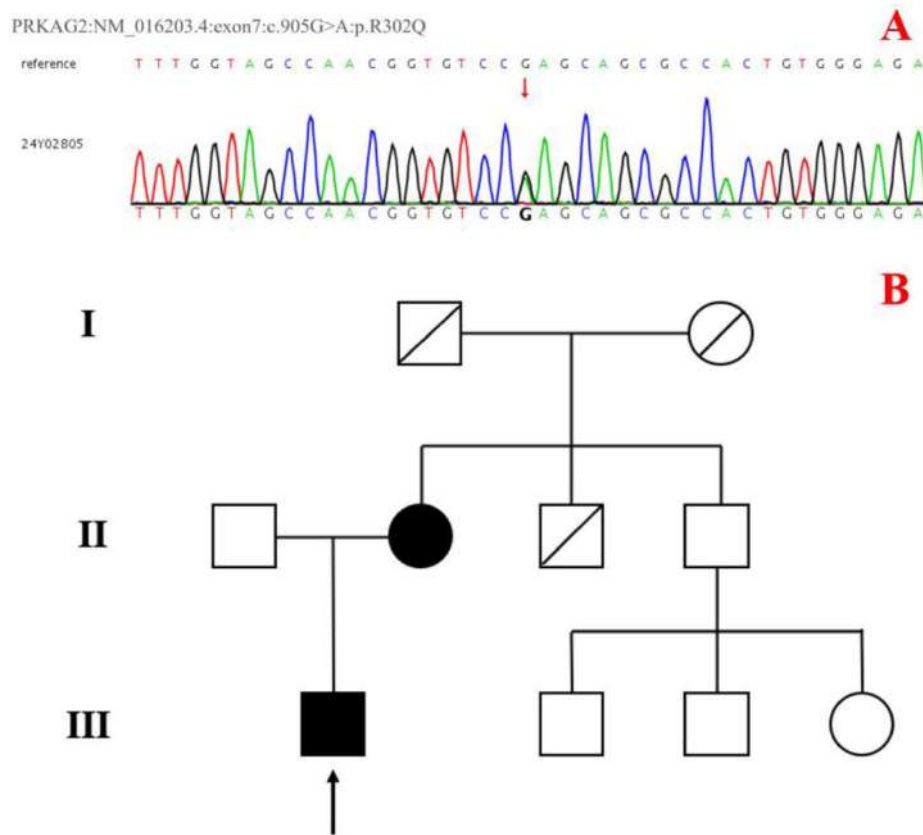 PRKAG2:NM_016203.4:exon7:c.905G>A:p.R302Q
A
reference T T T G G T A G C C A A C G G T G T C C G A G C A G C G C C A C T G T G G G A G A
24Y02805
T T T G G T A G C C A A C G G T G T C C G A G C A G C G C C A C T G T G G G A G A
B
I
II
III